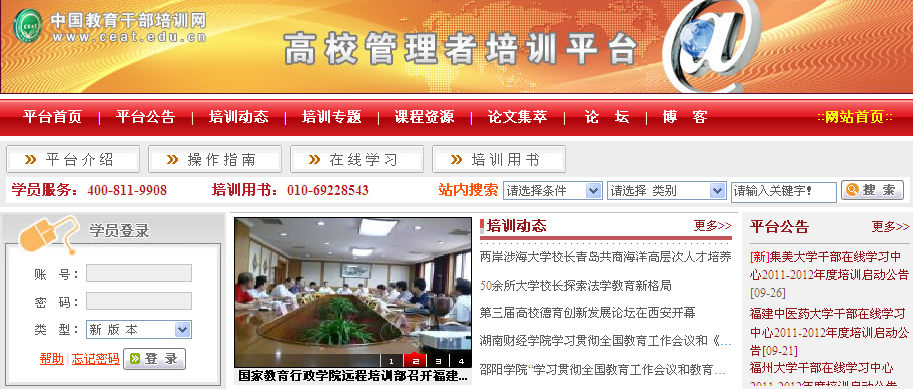 中国教育干部培训网
www.ceat.edu.cn
CEAT
高校管理者培训平台
平台首页 | 平台公告 | 培训动态 | 培训专题 | 课程资源 | 论文集萃 | 论 坛 | 博 客 ::网站首页::
平台介绍 操作指南 在线学习 培训用书
学员服务：400-811-9908 培训用书：010-69228543 站内搜索 请选择条件 请选择 类别 请输入关键字! 搜 索
学员登录
账 号：
密 码：
类 型：新 版 本
帮助 | 忘记密码 登 录
1 2 3 4
国家教育行政学院远程培训部召开福建...
培训动态 更多>>
两岸涉海大学校长青岛共商海洋高层次人才培养
50余所大学校长探索法学教育新格局
第三届高校德育创新发展论坛在西安开幕
湖南财经学院学习贯彻全国教育工作会议和《...
邵阳学院"学习贯彻全国教育工作会议和教育...
平台公告 更多>>
[新]集美大学干部在线学习中
心2011-2012年度培训启动公告
[09-26]
福建中医药大学干部在线学习
中心2011-2012年度培训启动公
告[09-21]
福州大学干部在线学习中心
2011-2012年度培训启动公告